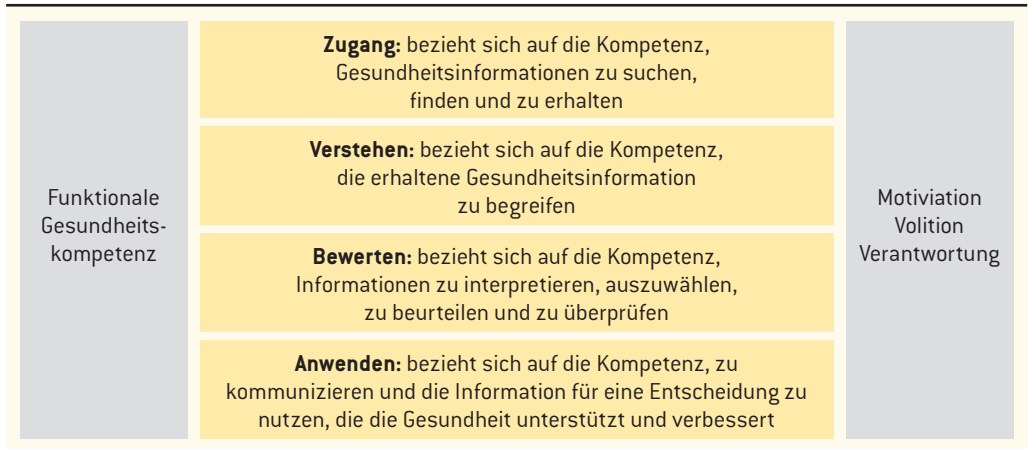 Funktionale
Gesundheits-
kompetenz
Zugang: bezieht sich auf die Kompetenz,
Gesundheitsinformationen zu suchen,
finden und zu erhalten
Verstehen: bezieht sich auf die Kompetenz,
die erhaltene Gesundheitsinformation
zu begreifen
Bewerten: bezieht sich auf die Kompetenz,
Informationen zu interpretieren, auszuwählen,
zu beurteilen und zu überprüfen
Anwenden: bezieht sich auf die Kompetenz, zu
kommunizieren und die Information für eine Entscheidung zu
nutzen, die die Gesundheit unterstützt und verbessert
Motiviation
Volition
Verantwortung